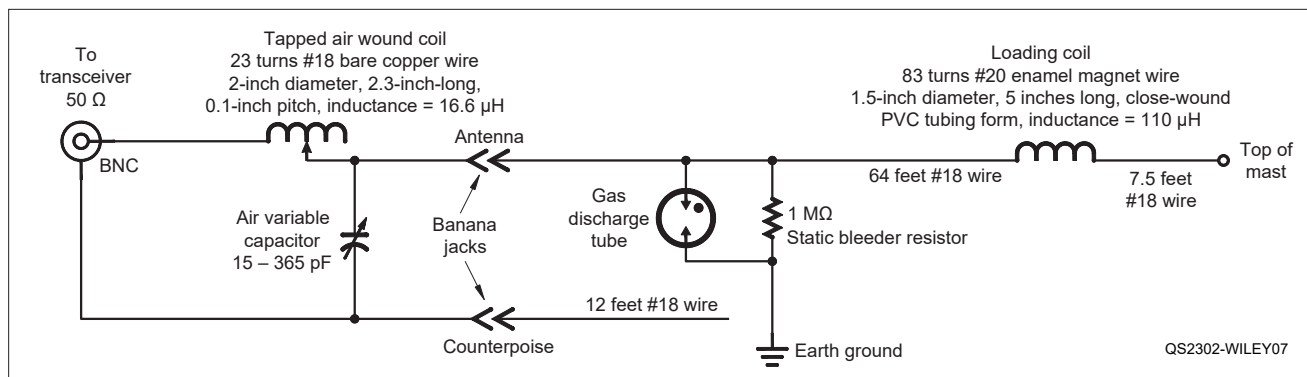 To
transceiver
50 Ω
BNC
Tapped air wound coil
23 turns #18 bare copper wire
2-inch diameter, 2.3-inch-long,
0.1-inch pitch, inductance = 16.6 μH
Antenna
Air variable
capacitor
15 – 365 pF
Banana
jacks
Counterpoise
12 feet #18 wire
Gas
discharge
tube
1 MΩ
Static bleeder resistor
Earth ground
64 feet #18 wire
Loading coil
83 turns #20 enamel magnet wire
1.5-inch diameter, 5 inches long, close-wound
PVC tubing form, inductance = 110 μH
7.5 feet
#18 wire
Top of
mast
QS2302-WILEY07